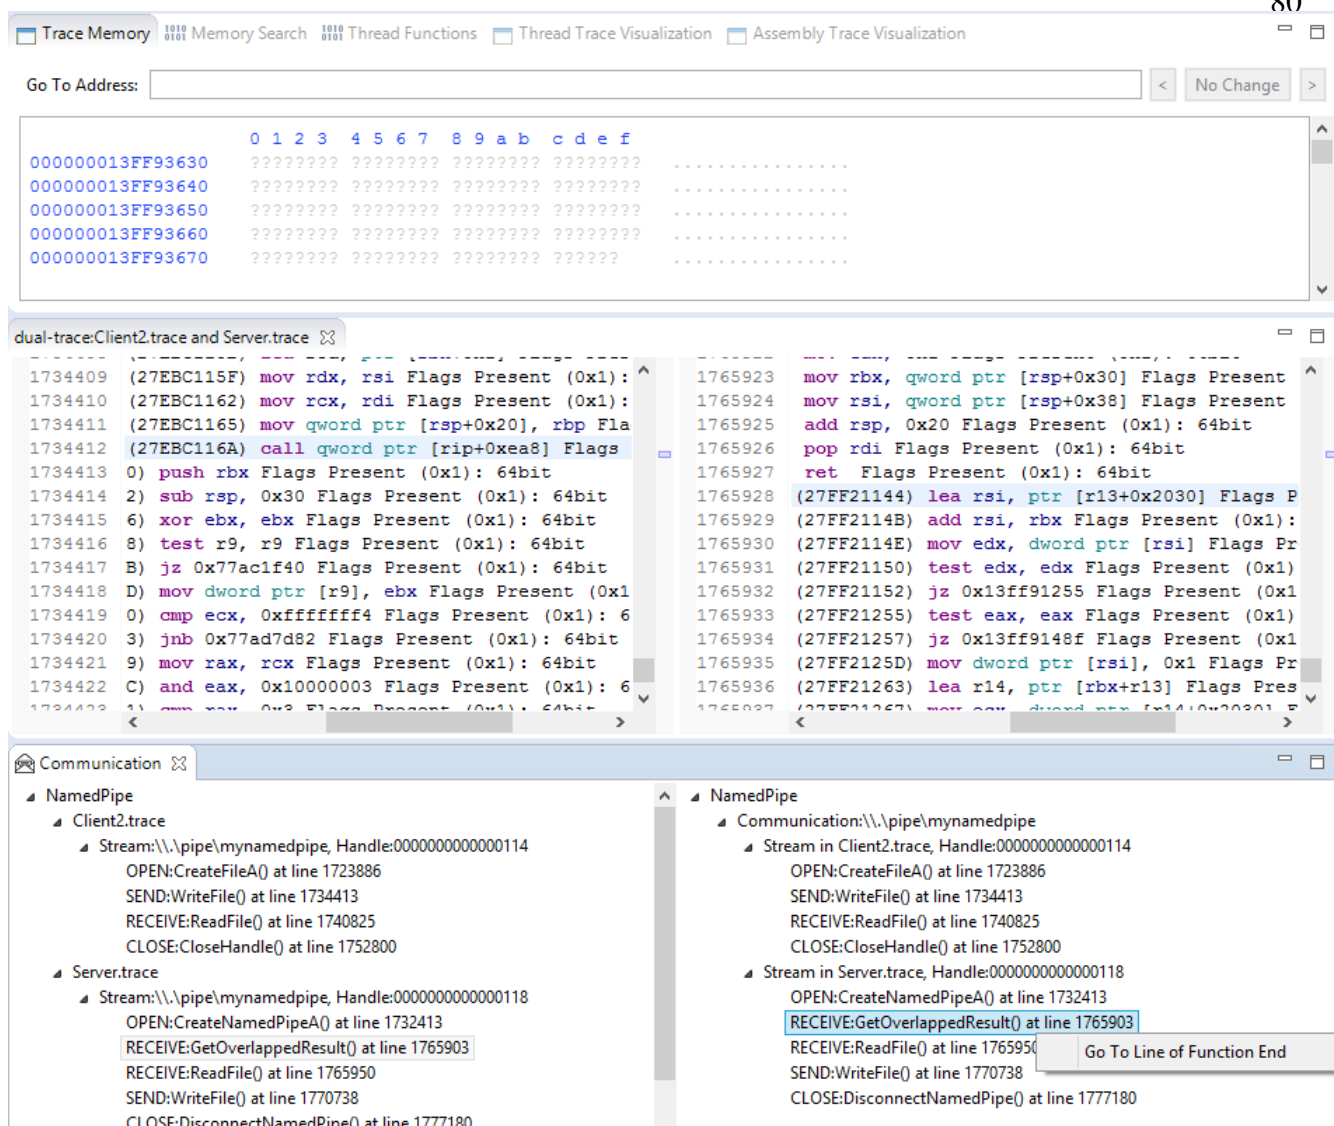 80
Trace Memory Memory Search Thread Functions Thread Trace Visualization Assembly Trace Visualization
Go To Address: < No Change >
0 1 2 3 4 5 6 7 8 9 a b c d e f
000000013FF93630 ???????? ???????? ???????? ???????? ................
000000013FF93640 ???????? ???????? ???????? ???????? ................
000000013FF93650 ???????? ???????? ???????? ???????? ................
000000013FF93660 ???????? ???????? ???????? ???????? ................
000000013FF93670 ???????? ???????? ???????? ?????? ................
dual-trace:Client2.trace and Server.trace
1734409 (27EBC115F) mov rdx, rsi Flags Present (0x1):
1734410 (27EBC1162) mov rcx, rdi Flags Present (0x1):
1734411 (27EBC1165) mov qword ptr [rsp+0x20], rbp Fla
1734412 (27EBC116A) call qword ptr [rip+0xea8] Flags
1734413 0) push rbx Flags Present (0x1): 64bit
1734414 2) sub rsp, 0x30 Flags Present (0x1): 64bit
1734415 6) xor ebx, ebx Flags Present (0x1): 64bit
1734416 8) test r9, r9 Flags Present (0x1): 64bit
1734417 B) jz 0x77ac1f40 Flags Present (0x1): 64bit
1734418 D) mov dword ptr [r9], ebx Flags Present (0x1
1734419 0) cmp ecx, 0xfffffff4 Flags Present (0x1): 6
1734420 3) jnb 0x77ad7d82 Flags Present (0x1): 64bit
1734421 9) mov rax, rcx Flags Present (0x1): 64bit
1734422 C) and eax, 0x10000003 Flags Present (0x1): 6
1765923 mov rbx, qword ptr [rsp+0x30] Flags Present
1765924 mov rsi, qword ptr [rsp+0x38] Flags Present
1765925 add rsp, 0x20 Flags Present (0x1): 64bit
1765926 pop rdi Flags Present (0x1): 64bit
1765927 ret Flags Present (0x1): 64bit
1765928 (27FF21144) lea rsi, ptr [r13+0x2030] Flags P
1765929 (27FF2114B) add rsi, rbx Flags Present (0x1):
1765930 (27FF2114E) mov edx, dword ptr [rsi] Flags Pr
1765931 (27FF21150) test edx, edx Flags Present (0x1)
1765932 (27FF21152) jz 0x13ff91255 Flags Present (0x1
1765933 (27FF21255) test eax, eax Flags Present (0x1)
1765934 (27FF21257) jz 0x13ff9148f Flags Present (0x1
1765935 (27FF2125D) mov dword ptr [rsi], 0x1 Flags Pr
1765936 (27FF21263) lea r14, ptr [rbx+r13] Flags Pres
Communication
NamedPipe
Client2.trace
Stream:\\.\pipe\mynamedpipe, Handle:0000000000000114
OPEN:CreateFileA() at line 1723886
SEND:WriteFile() at line 1734413
RECEIVE:ReadFile() at line 1740825
CLOSE:CloseHandle() at line 1752800
Server.trace
Stream:\\.\pipe\mynamedpipe, Handle:0000000000000118
OPEN:CreateNamedPipeA() at line 1732413
RECEIVE:GetOverlappedResult() at line 1765903
RECEIVE:ReadFile() at line 1765950
SEND:WriteFile() at line 1770738
CLOSE:DisconnectNamedPipe() at line 1777180
NamedPipe
Communication:\\.\pipe\mynamedpipe
Stream in Client2.trace, Handle:0000000000000114
OPEN:CreateFileA() at line 1723886
SEND:WriteFile() at line 1734413
RECEIVE:ReadFile() at line 1740825
CLOSE:CloseHandle() at line 1752800
Stream in Server.trace, Handle:0000000000000118
OPEN:CreateNamedPipeA() at line 1732413
RECEIVE:GetOverlappedResult() at line 1765903
RECEIVE:ReadFile() at line 1765950
Go To Line of Function End
SEND:WriteFile() at line 1770738
CLOSE:DisconnectNamedPipe() at line 1777180